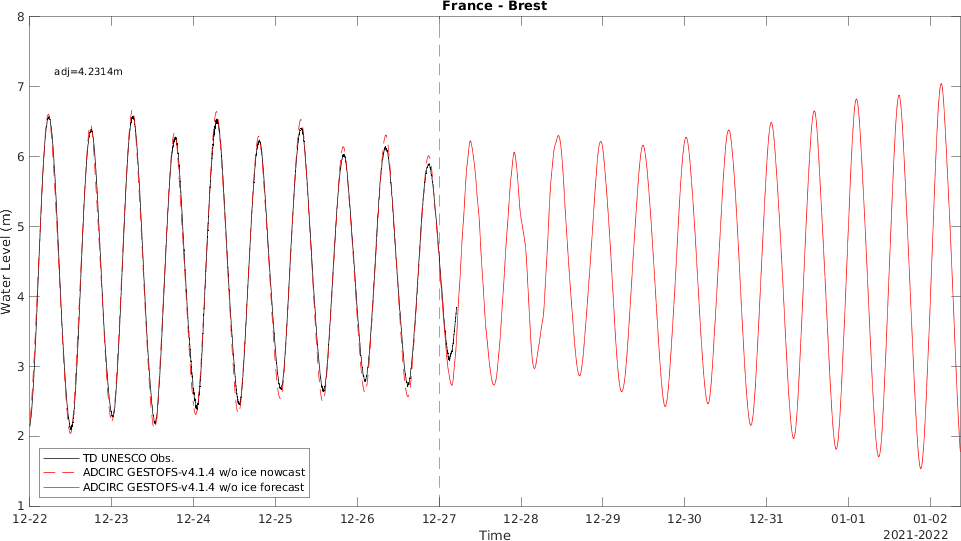 France - Brest
8
adj=4.2314m
7
6
5
4
3
2
1
Water Level (m)
TD UNESCO Obs.
ADCIRC GESTOFS-v4.1.4 w/o ice nowcast
ADCIRC GESTOFS-v4.1.4 w/o ice forecast
12-22 12-23 12-24 12-25 12-26 12-27 12-28 12-29 12-30 12-31 01-01 01-02
Time
2021-2022